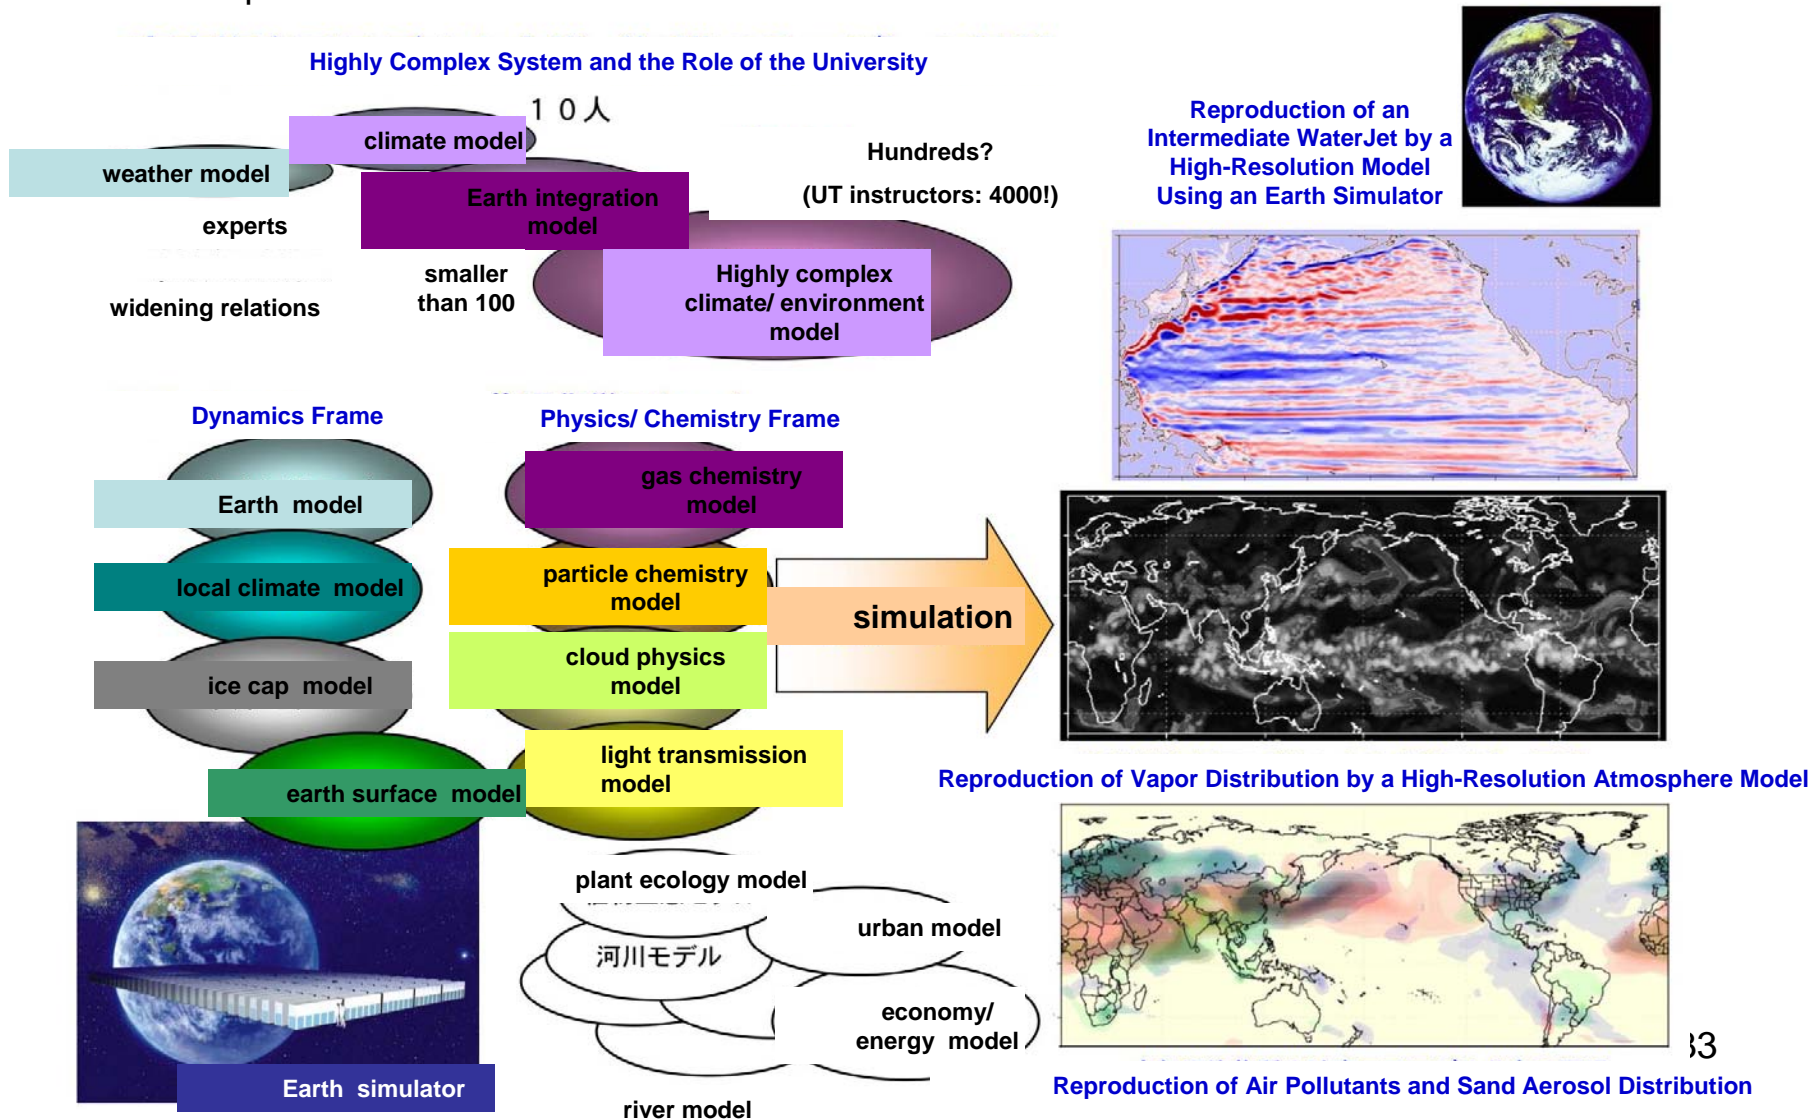 Highly Complex System and the Role of the University
１０人
climate model
weather model
Hundreds?
(UT instructors: 4000!)
Earth integration
model
experts
smaller
than 100
Highly complex
climate/ environment
model
widening relations
Reproduction of an
Intermediate WaterJet by a
High-Resolution Model
Using an Earth Simulator
Dynamics Frame
Physics/ Chemistry Frame
Earth model
gas chemistry
model
local climate model
particle chemistry
model
simulation
ice cap model
cloud physics
model
earth surface model
light transmission
model
Reproduction of Vapor Distribution by a High-Resolution Atmosphere Model
plant ecology model
urban model
河川モデル
economy/
energy model
Earth simulator
river model
33
Reproduction of Air Pollutants and Sand Aerosol Distribution